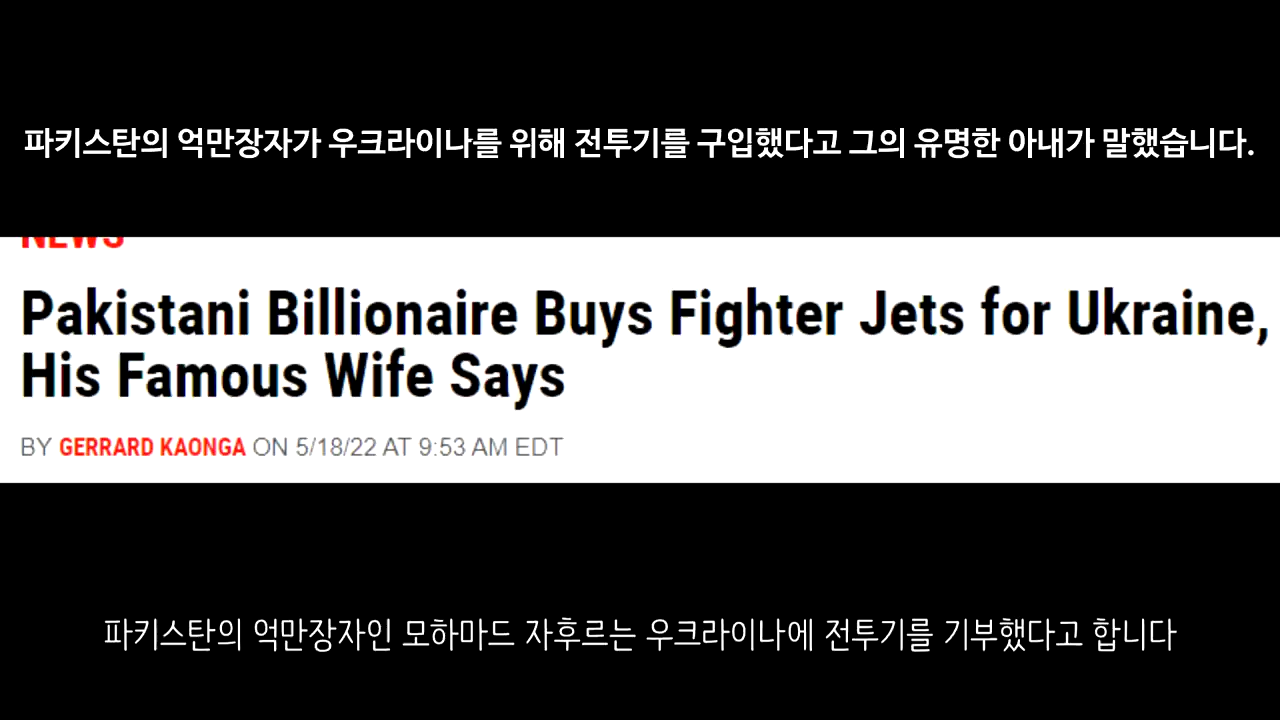 파키스탄의 억만장자가 우크라이나를 위해 전투기를 구입했다고 그의 유명한 아내가 말했습니다.
NEWS
Pakistani Billionaire Buys Fighter Jets for Ukraine,
His Famous Wife Says
BY GERRARD KAONGA ON 5/18/22 AT 9:53 AM EDT
파키스탄의 억만장자인 모하마드 자후르는 우크라이나에 전투기를 기부했다고 합니다